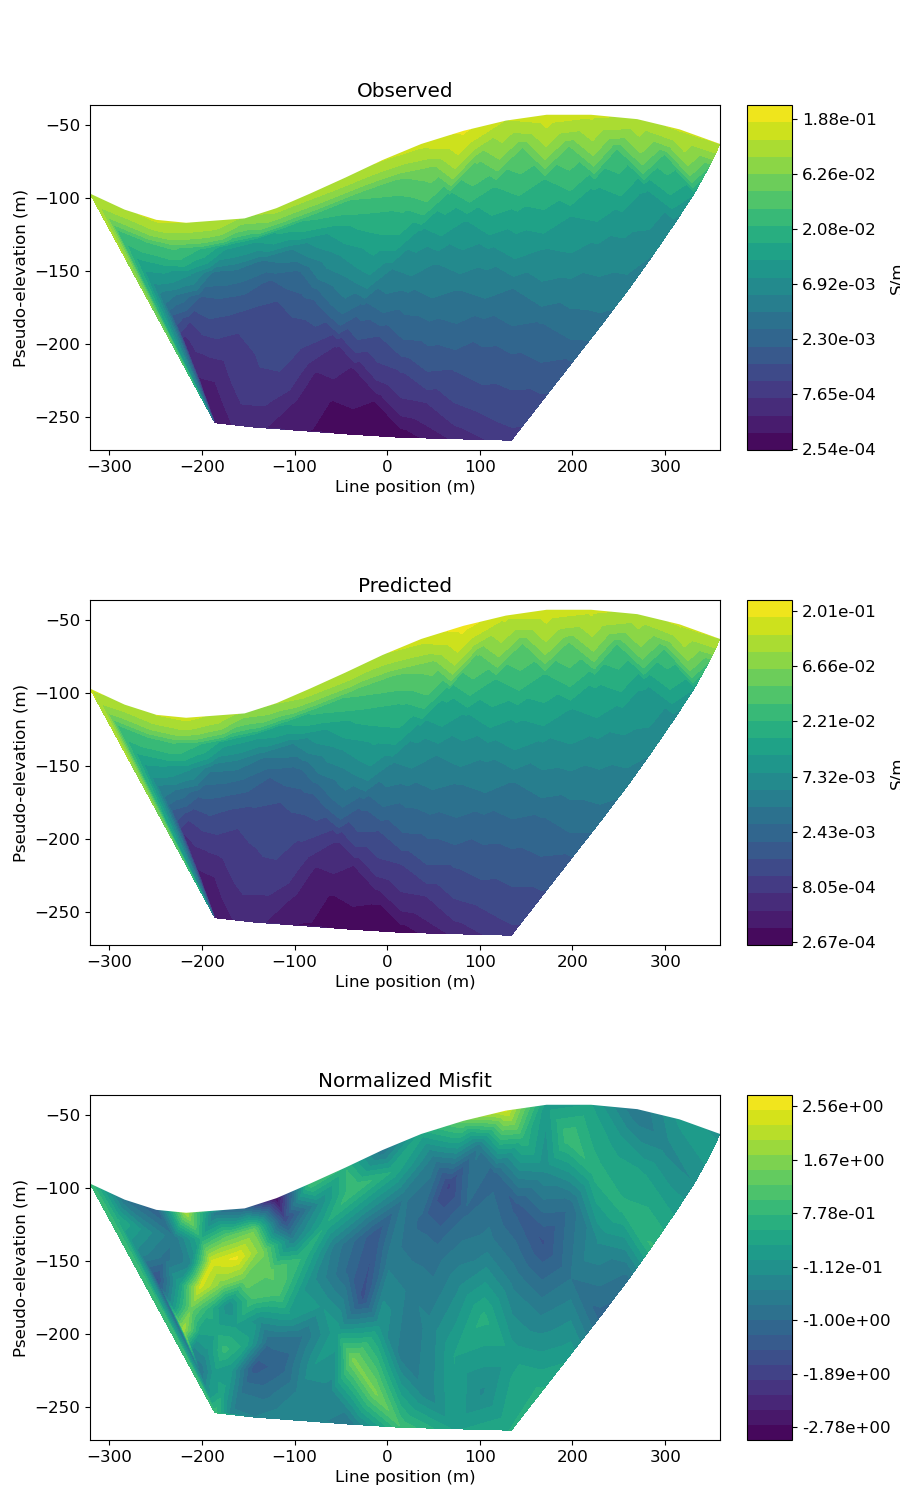 Observed
−50
−100
−150
−200
−250
Pseudo-elevation (m)
−300 −200 −100 0 100 200 300
Line position (m)
1.88e-01
6.26e-02
2.08e-02
6.92e-03
2.30e-03
7.65e-04
2.54e-04
S/m
Predicted
−50
−100
−150
−200
−250
Pseudo-elevation (m)
−300 −200 −100 0 100 200 300
Line position (m)
2.01e-01
6.66e-02
2.21e-02
7.32e-03
2.43e-03
8.05e-04
2.67e-04
S/m
Normalized Misfit
−50
−100
−150
−200
−250
Pseudo-elevation (m)
−300 −200 −100 0 100 200 300
Line position (m)
2.56e+00
1.67e+00
7.78e-01
-1.12e-01
-1.00e+00
-1.89e+00
-2.78e+00